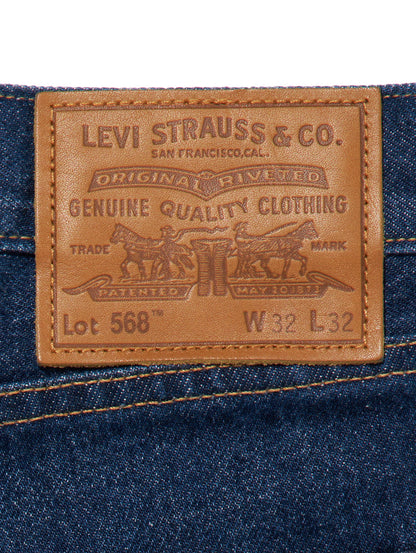 LEVI STRAUSS & CO.
SAN FRANCISCO, CAL.
ORIGINAL RIVETED
GENUINE QUALITY CLOTHING
TRADE MARK
PATENTED MAY 20 1873
Lot 568™ W 32 L 32